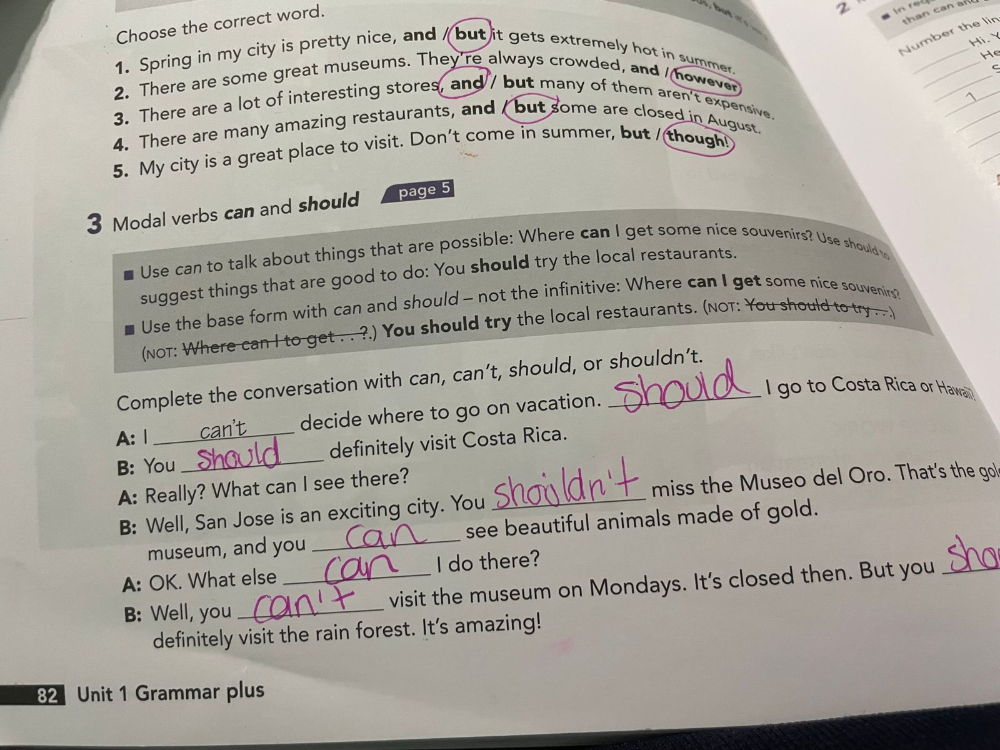 Choose the correct word.
1. Spring in my city is pretty nice, and / but it gets extremely hot in summer.
2. There are some great museums. They're always crowded, and / however
3. There are a lot of interesting stores, and / but many of them aren't expensive.
4. There are many amazing restaurants, and / but some are closed in August.
5. My city is a great place to visit. Don't come in summer, but / though!
3 Modal verbs can and should page 5
■ Use can to talk about things that are possible: Where can I get some nice souvenirs? Use should to
suggest things that are good to do: You should try the local restaurants.
■ Use the base form with can and should – not the infinitive: Where can I get some nice souvenirs?
(NOT: Where can I to get . . . ?.) You should try the local restaurants. (NOT: You should to try . . .)
Complete the conversation with can, can't, should, or shouldn't.
A: I can't decide where to go on vacation. should I go to Costa Rica or Hawaii?
B: You should definitely visit Costa Rica.
A: Really? What can I see there?
B: Well, San Jose is an exciting city. You shouldn't miss the Museo del Oro. That's the
museum, and you can see beautiful animals made of gold.
A: OK. What else can I do there?
B: Well, you can't visit the museum on Mondays. It's closed then. But you sho
definitely visit the rain forest. It's amazing!
82 Unit 1 Grammar plus
2
■ In
than can and
Number the
Hi.
1